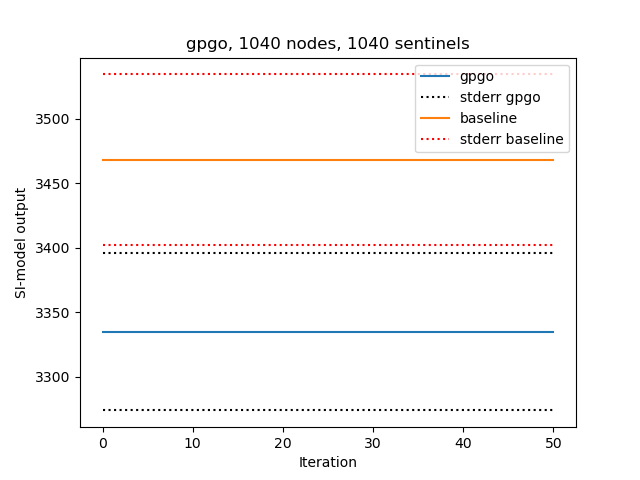 gpgo, 1040 nodes, 1040 sentinels
gpgo
stderr gpgo
baseline
stderr baseline
3500
3450
3400
3350
3300
SI-model output
0 10 20 30 40 50
Iteration